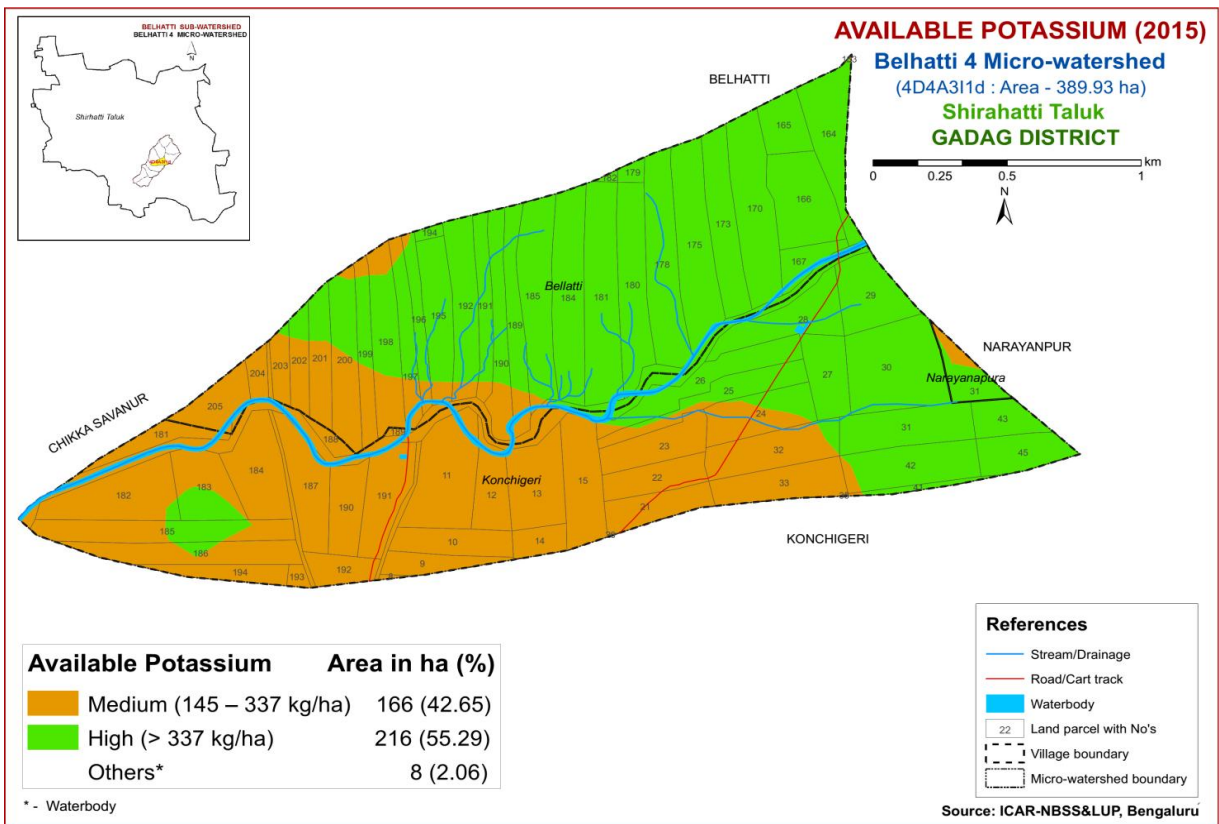 BELHATTI SUB-WATERSHED
BELHATTI 4 MICRO-WATERSHED
N
Shirhatti Taluk
AVAILABLE POTASSIUM (2015)
Belhatti 4 Micro-watershed
(4D4A3I1d : Area - 389.93 ha)
Shirahatti Taluk
GADAG DISTRICT
km
0 0.25 0.5 1
N
BELHATTI
165
164
179
182
166
170
173
175
194
167
178
29
Bellatti
180
185
184
181
192
191
195
196
28
189
198
199
200
201
202
203
190
NARAYANPUR
27
30
204
197
26
25
Narayanapura
31
205
24
43
CHIKKA SAVANUR
181
188
189
31
23
32
45
184
42
11
Konchigeri
15
22
33
183
187
191
12
13
182
190
21
41
185
KONCHIGERI
10
14
186
9
194
193
192
Available Potassium Area in ha (%)
Medium (145 – 337 kg/ha) 166 (42.65)
High (> 337 kg/ha) 216 (55.29)
Others* 8 (2.06)
* - Waterbody
References
Stream/Drainage
Road/Cart track
Waterbody
22 Land parcel with No's
Village boundary
Micro-watershed boundary
Source: ICAR-NBSS&LUP, Bengaluru